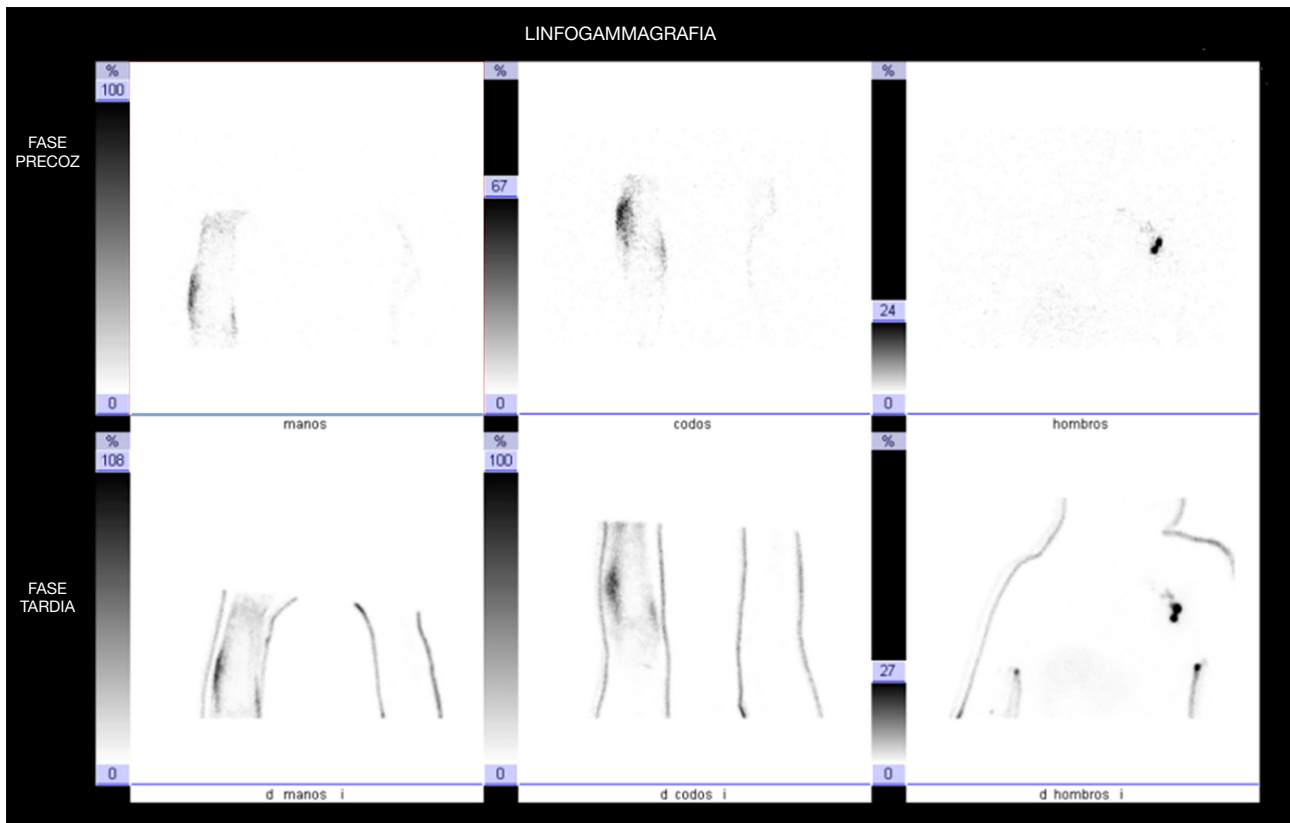 LINFOGAMMAGRAFIA
FASE
PRECOZ
%
100
0
%
67
0
%
24
0
manos
codos
hombros
FASE
TARDIA
%
108
0
%
100
0
%
27
0
d manos i
d codos i
d hombros i